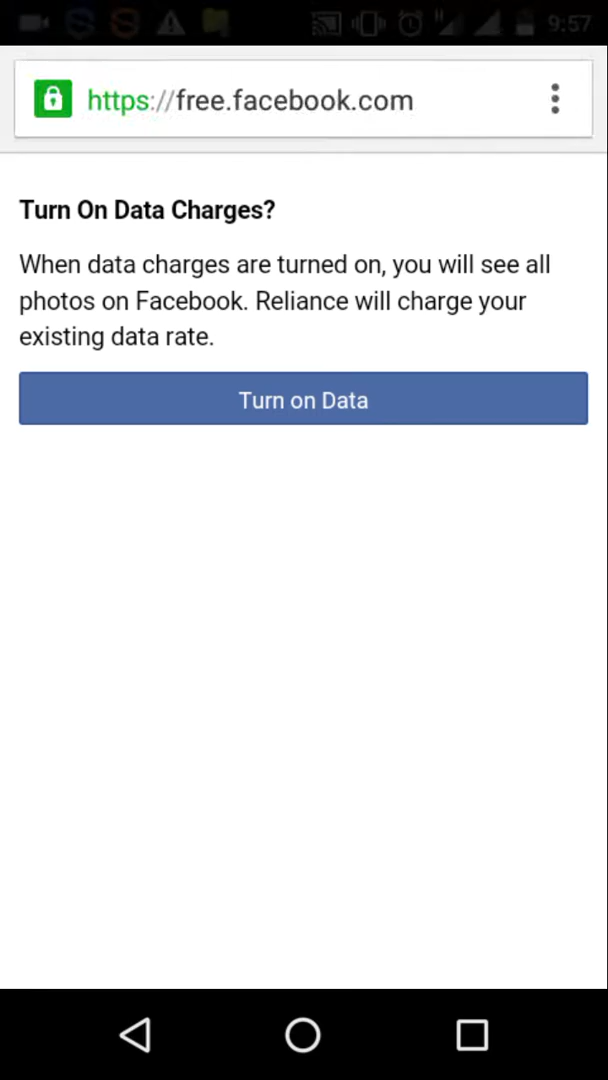 9:57
https://free.facebook.com
Turn On Data Charges?
When data charges are turned on, you will see all
photos on Facebook. Reliance will charge your
existing data rate.
Turn on Data